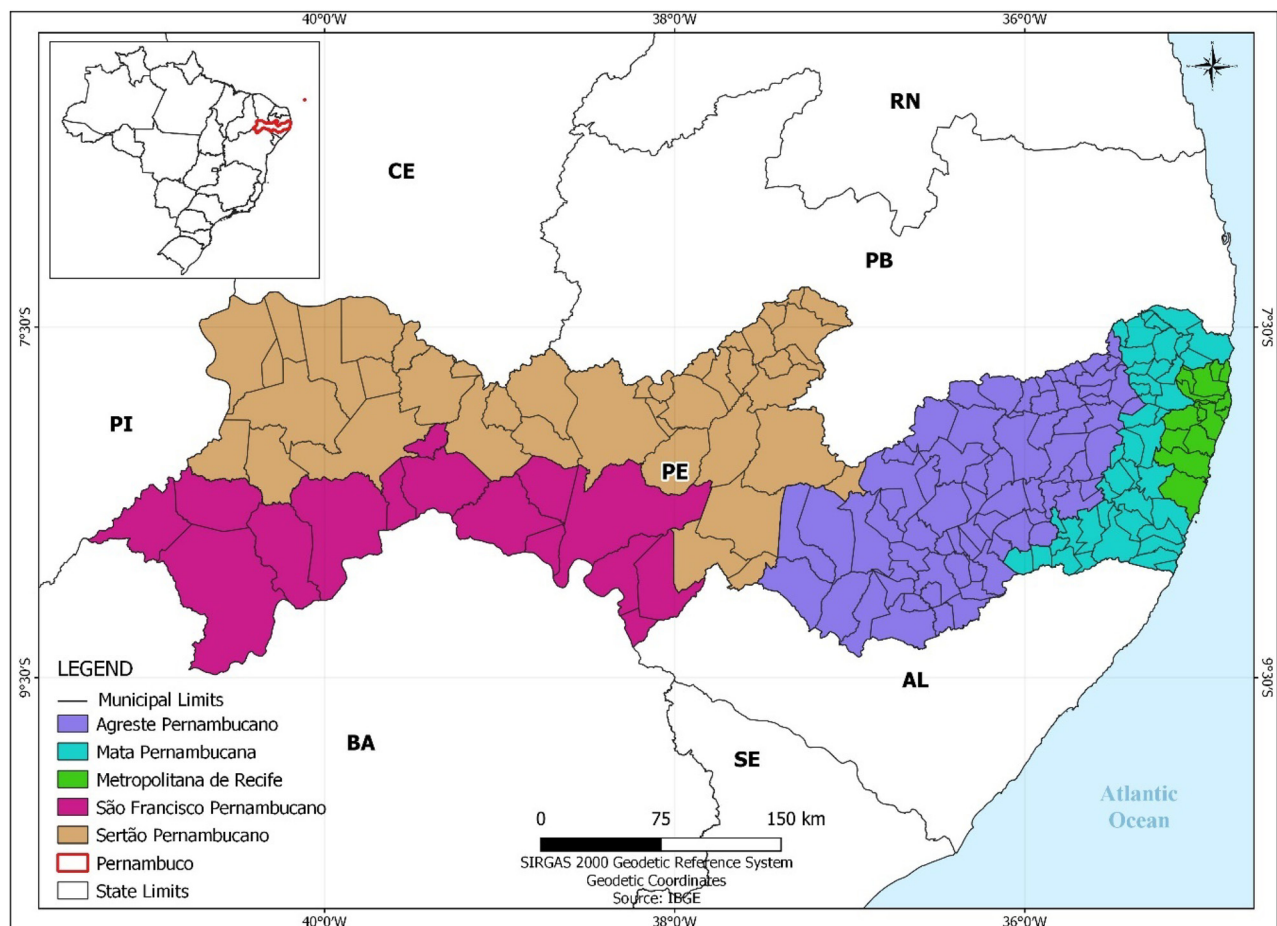 40°0'W 38°0'W 36°0'W
RN
CE
PB
7°30'S 7°30'S
PI
PE
9°30'S 9°30'S
AL
BA
SE
LEGEND
Municipal Limits
Agreste Pernambucano
Mata Pernambucana
Metropolitana de Recife
São Francisco Pernambucano
Sertão Pernambucano
Pernambuco
State Limits
0 75 150 km
SIRGAS 2000 Geodetic Reference System
Geodetic Coordinates
Source: IBGE
Atlantic
Ocean
40°0'W 38°0'W 36°0'W